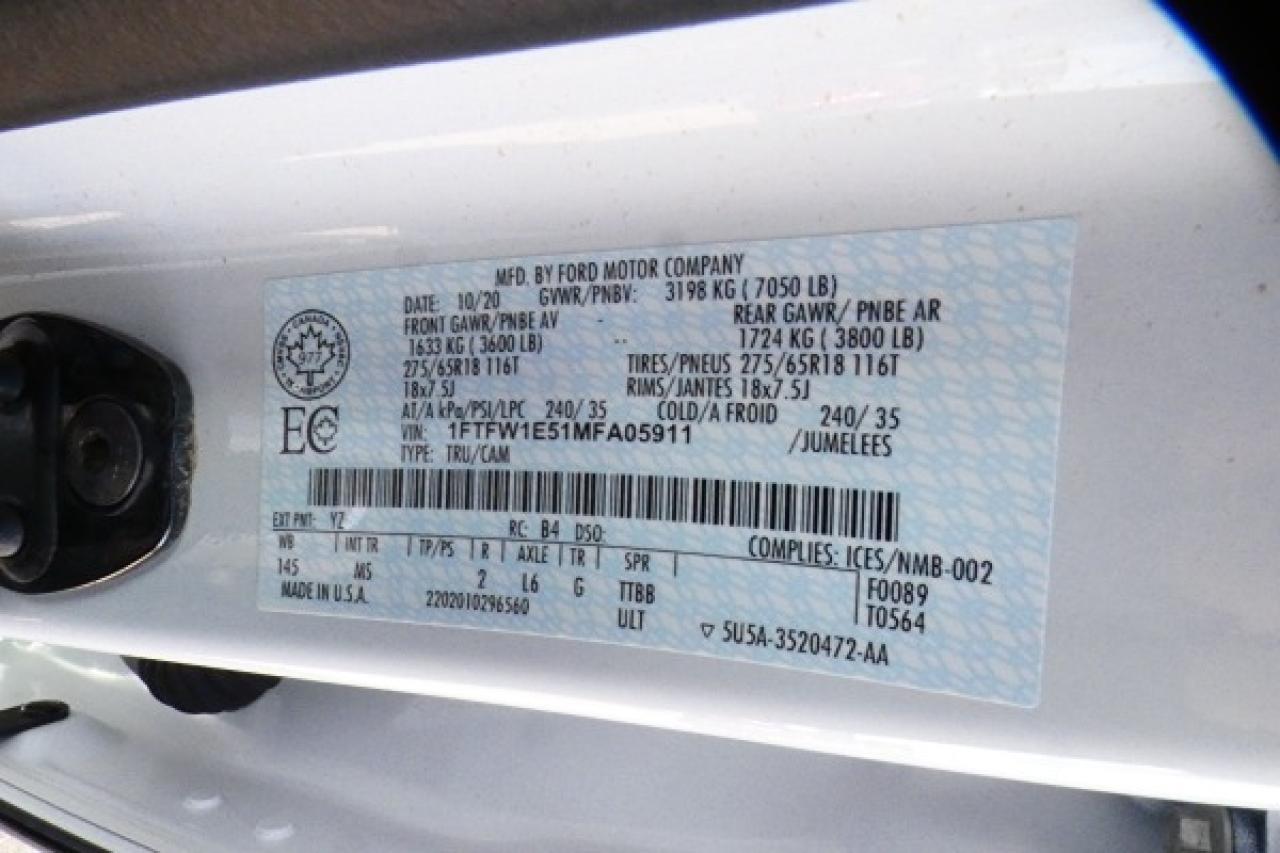 MFD. BY FORD MOTOR COMPANY
DATE: 10/20 GVWR/PNBV: 3198 KG ( 7050 LB)
FRONT GAWR/PNBE AV - REAR GAWR/ PNBE AR
1633 KG ( 3600 LB) -- 1724 KG ( 3800 LB)
275/65R18 116T TIRES/PNEUS 275/65R18 116T
18x7.5J RIMS/JANTES 18x7.5J
AT/A kPa/PSI/LPC 240/ 35 COLD/A FROID 240/ 35
VIN: 1FTFW1E51MFA05911 /JUMELEES
TYPE: TRU/CAM
CANADA
977
EC
EXT PNT: YZ RC: B4 DSO:
COMPLIES: ICES/NMB-002
WB | INT TR | TP/PS | R | AXLE | TR | SPR |
145 M5 2 L6 G TTBB F0089
MADE IN U.S.A. 2202010296560 ULT T0564
▽ 5U5A-3520472-AA